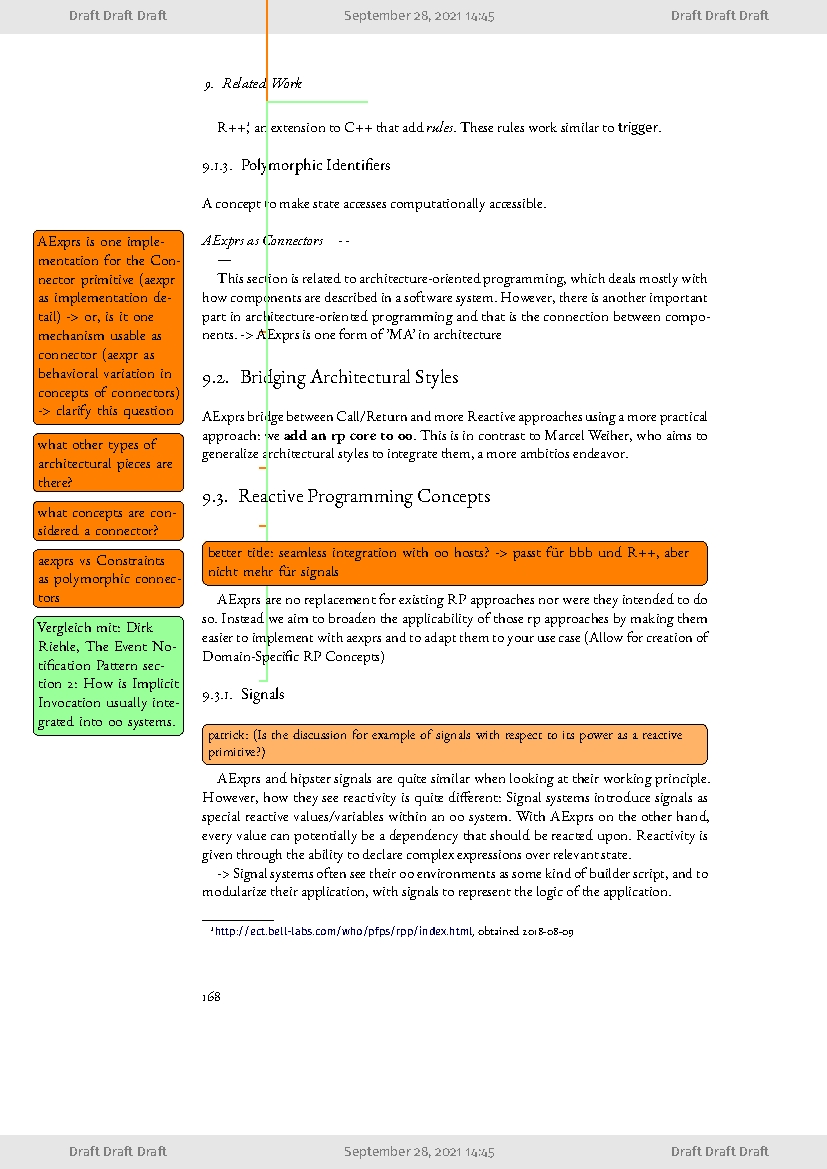 Draft Draft Draft September 28, 2021 14:45 Draft Draft Draft
9. Related Work
R++¹, an extension to C++ that add rules. These rules work similar to trigger.
9.1.3. Polymorphic Identifiers
A concept to make state accesses computationally accessible.
AExprs as Connectors --
—
This section is related to architecture-oriented programming, which deals mostly with
how components are described in a software system. However, there is another important
part in architecture-oriented programming and that is the connection between compo-
nents. -> AExprs is one form of 'MA' in architecture
AExprs is one imple-
mentation for the Con-
nector primitive (aexpr
as implementation de-
tail) -> or, is it one
mechanism usable as
connector (aexpr as
behavioral variation in
concepts of connectors)
-> clarify this question
what other types of
architectural pieces are
there?
what concepts are con-
sidered a connector?
aexprs vs Constraints
as polymorphic connec-
tors
Vergleich mit: Dirk
Riehle, The Event No-
tification Pattern sec-
tion 2: How is Implicit
Invocation usually inte-
grated into oo systems.
9.2. Bridging Architectural Styles
AExprs bridge between Call/Return and more Reactive approaches using a more practical
approach: we add an rp core to oo. This is in contrast to Marcel Weiher, who aims to
generalize architectural styles to integrate them, a more ambitios endeavor.
9.3. Reactive Programming Concepts
better title: seamless integration with oo hosts? -> passt für bbb und R++, aber
nicht mehr für signals
AExprs are no replacement for existing RP approaches nor were they intended to do
so. Instead we aim to broaden the applicability of those rp approaches by making them
easier to implement with aexprs and to adapt them to your use case (Allow for creation of
Domain-Specific RP Concepts)
9.3.1. Signals
patrick: (Is the discussion for example of signals with respect to its power as a reactive
primitive?)
AExprs and hipster signals are quite similar when looking at their working principle.
However, how they see reactivity is quite different: Signal systems introduce signals as
special reactive values/variables within an oo system. With AExprs on the other hand,
every value can potentially be a dependency that should be reacted upon. Reactivity is
given through the ability to declare complex expressions over relevant state.
-> Signal systems often see their oo environments as some kind of builder script, and to
modularize their application, with signals to represent the logic of the application.
¹http://ect.bell-labs.com/who/pfps/rpp/index.html, obtained 2018-08-09
168
Draft Draft Draft September 28, 2021 14:45 Draft Draft Draft